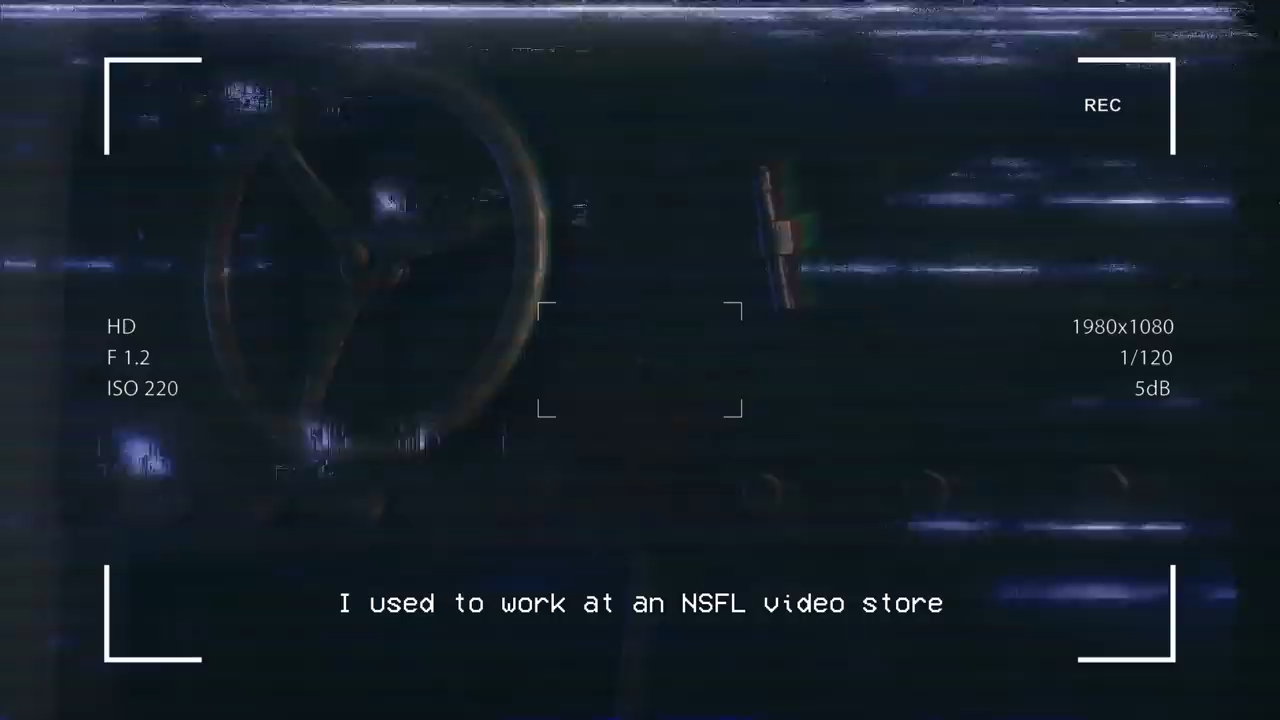 REC
HD
F 1.2
ISO 220
1980x1080
1/120
5dB
I used to work at an NSFL video store